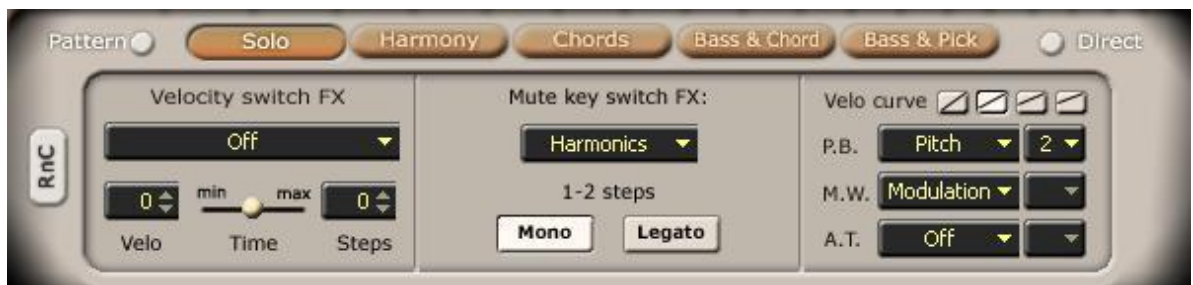 Pattern Solo Harmony Chords Bass & Chord Bass & Pick Direct
RnC
Velocity switch FX
Off
0 min max 0
Velo Time Steps
Mute key switch FX:
Harmonics
1-2 steps
Mono Legato
Velo curve
P.B. Pitch 2
M.W. Modulation
A.T. Off